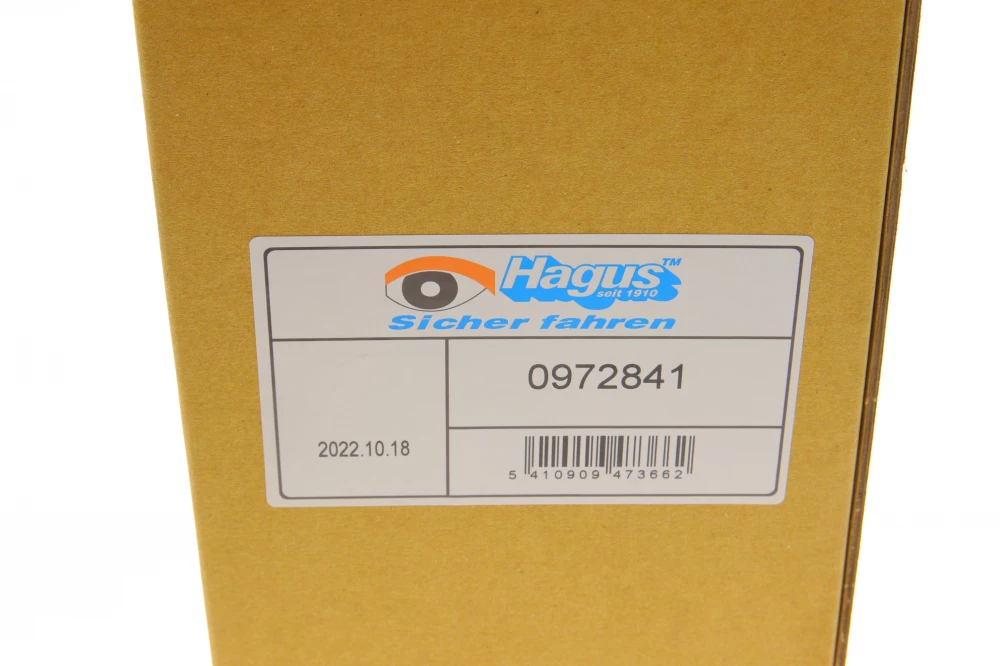 Hagus™
seit 1910
Sicher fahren
0972841
2022.10.18
5 410909 473662